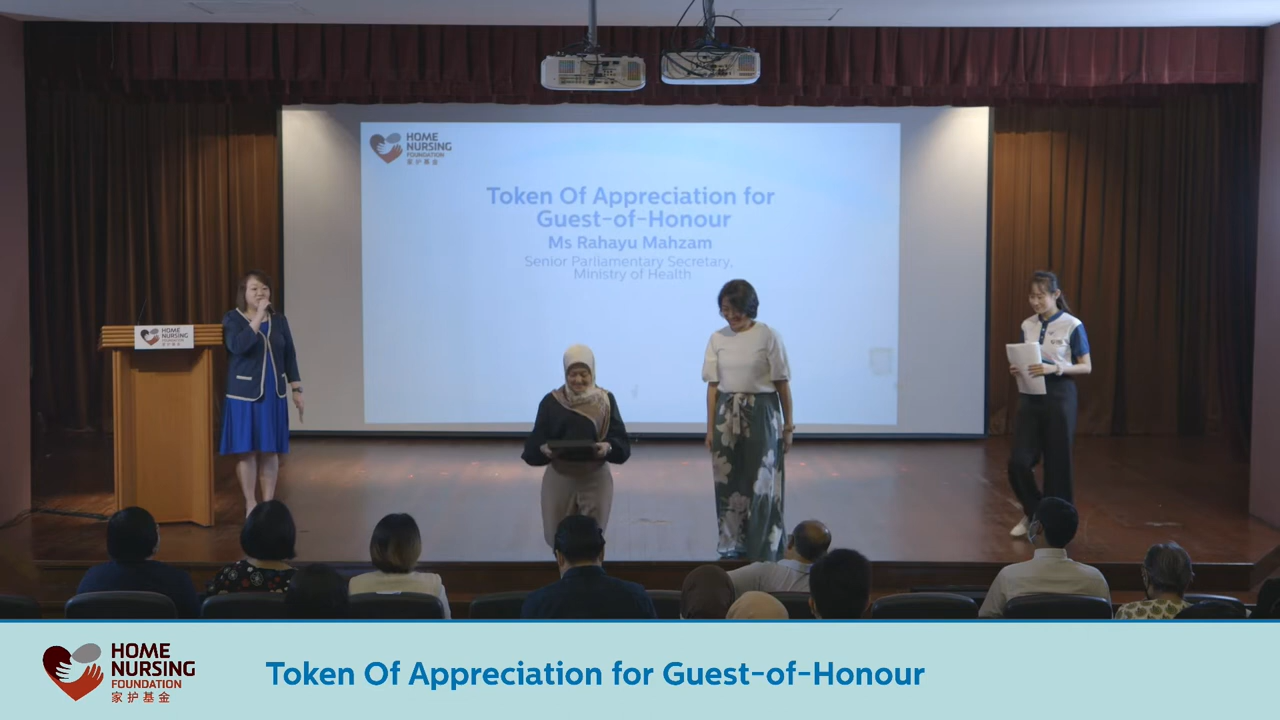 HOME
NURSING
FOUNDATION
家护基金
Token Of Appreciation for
Guest-of-Honour
Ms Rahayu Mahzam
Senior Parliamentary Secretary,
Ministry of Health
HOME
NURSING
FOUNDATION
家护基金
HOME
NURSING
FOUNDATION
家护基金
Token Of Appreciation for Guest-of-Honour